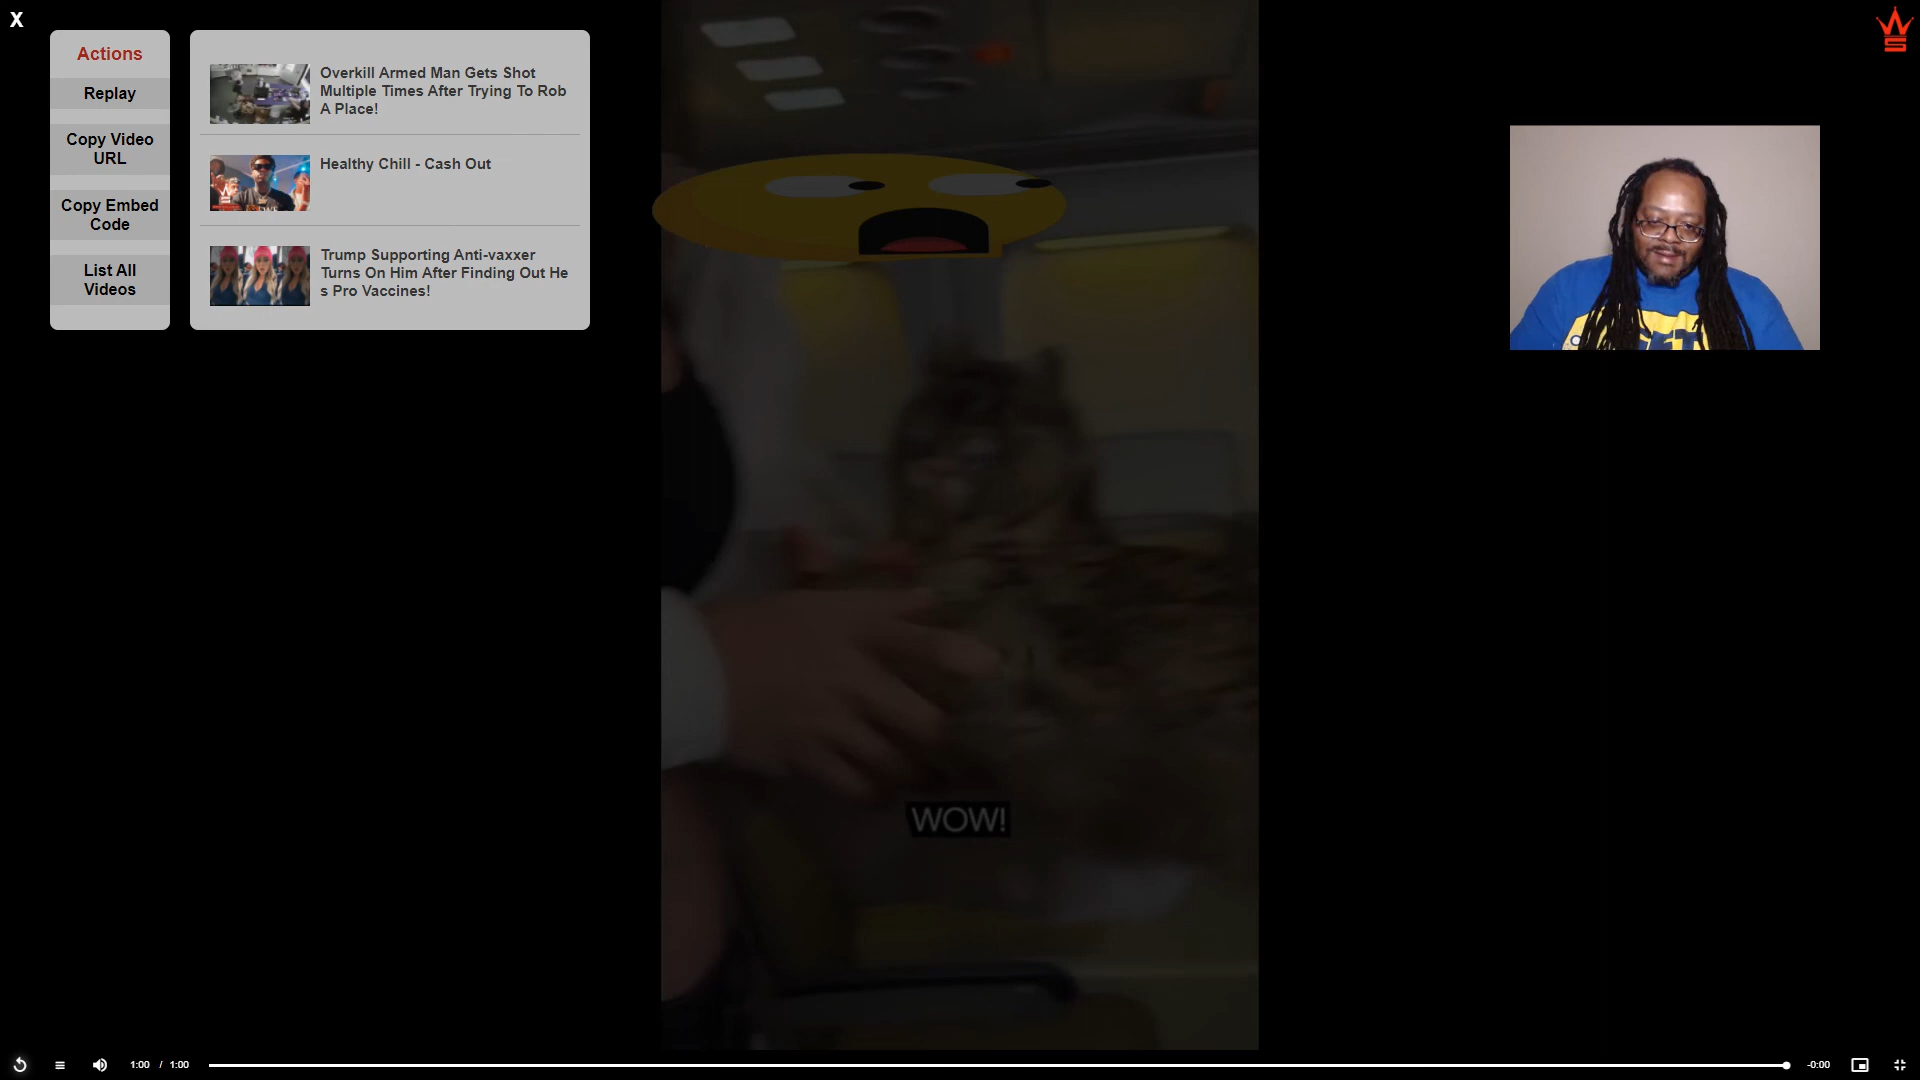 X
Actions
Replay
Copy Video
URL
Copy Embed
Code
List All
Videos
Overkill Armed Man Gets Shot
Multiple Times After Trying To Rob
A Place!
Healthy Chill - Cash Out
Trump Supporting Anti-vaxxer
Turns On Him After Finding Out He
s Pro Vaccines!
WOW!
1:00 / 1:00
-0:00